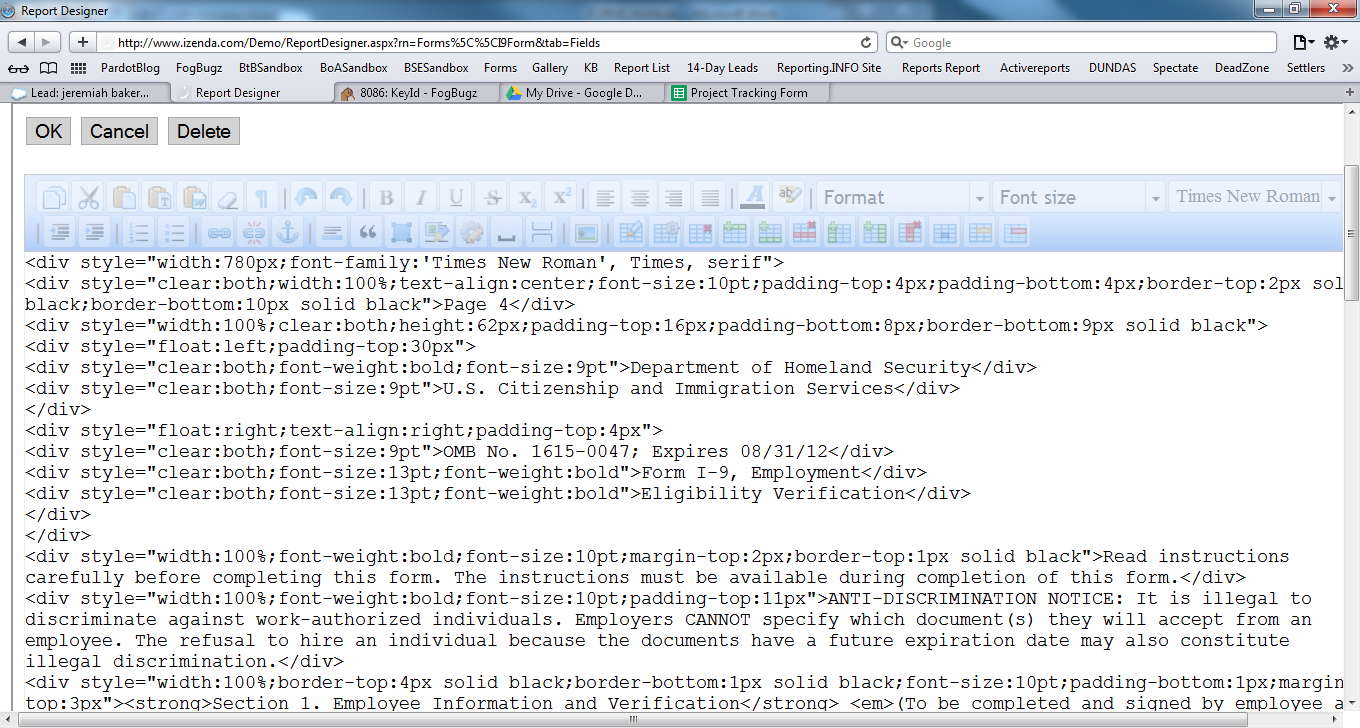 Report Designer
http://www.izenda.com/Demo/ReportDesigner.aspx?rn=Forms%5C%5CI9Form&tab=Fields
Google
PardotBlog FogBugz BtBSandbox BoASandbox BSESandbox Forms Gallery KB Report List 14-Day Leads Reporting.INFO Site Reports Report Activereports DUNDAS Spectate DeadZone Settlers »
Lead: jeremiah baker... Report Designer 8086: KeyId - FogBugz My Drive - Google D... Project Tracking Form +
OK Cancel Delete
B I U S x₂ x² A ab Format Font size Times New Roman
<div style="width:780px;font-family:'Times New Roman', Times, serif">
<div style="clear:both;width:100%;text-align:center;font-size:10pt;padding-top:4px;padding-bottom:4px;border-top:2px sol
black;border-bottom:10px solid black">Page 4</div>
<div style="width:100%;clear:both;height:62px;padding-top:16px;padding-bottom:8px;border-bottom:9px solid black">
<div style="float:left;padding-top:30px">
<div style="clear:both;font-weight:bold;font-size:9pt">Department of Homeland Security</div>
<div style="clear:both;font-size:9pt">U.S. Citizenship and Immigration Services</div>
</div>
<div style="float:right;text-align:right;padding-top:4px">
<div style="clear:both;font-size:9pt">OMB No. 1615-0047; Expires 08/31/12</div>
<div style="clear:both;font-size:13pt;font-weight:bold">Form I-9, Employment</div>
<div style="clear:both;font-size:13pt;font-weight:bold">Eligibility Verification</div>
</div>
</div>
<div style="width:100%;font-weight:bold;font-size:10pt;margin-top:2px;border-top:1px solid black">Read instructions
carefully before completing this form. The instructions must be available during completion of this form.</div>
<div style="width:100%;font-weight:bold;font-size:10pt;padding-top:11px">ANTI-DISCRIMINATION NOTICE: It is illegal to
discriminate against work-authorized individuals. Employers CANNOT specify which document(s) they will accept from an
employee. The refusal to hire an individual because the documents have a future expiration date may also constitute
illegal discrimination.</div>
<div style="width:100%;border-top:4px solid black;border-bottom:1px solid black;font-size:10pt;padding-bottom:1px;margin
top:3px"><strong>Section 1. Employee Information and Verification</strong> <em>(To be completed and signed by employee a